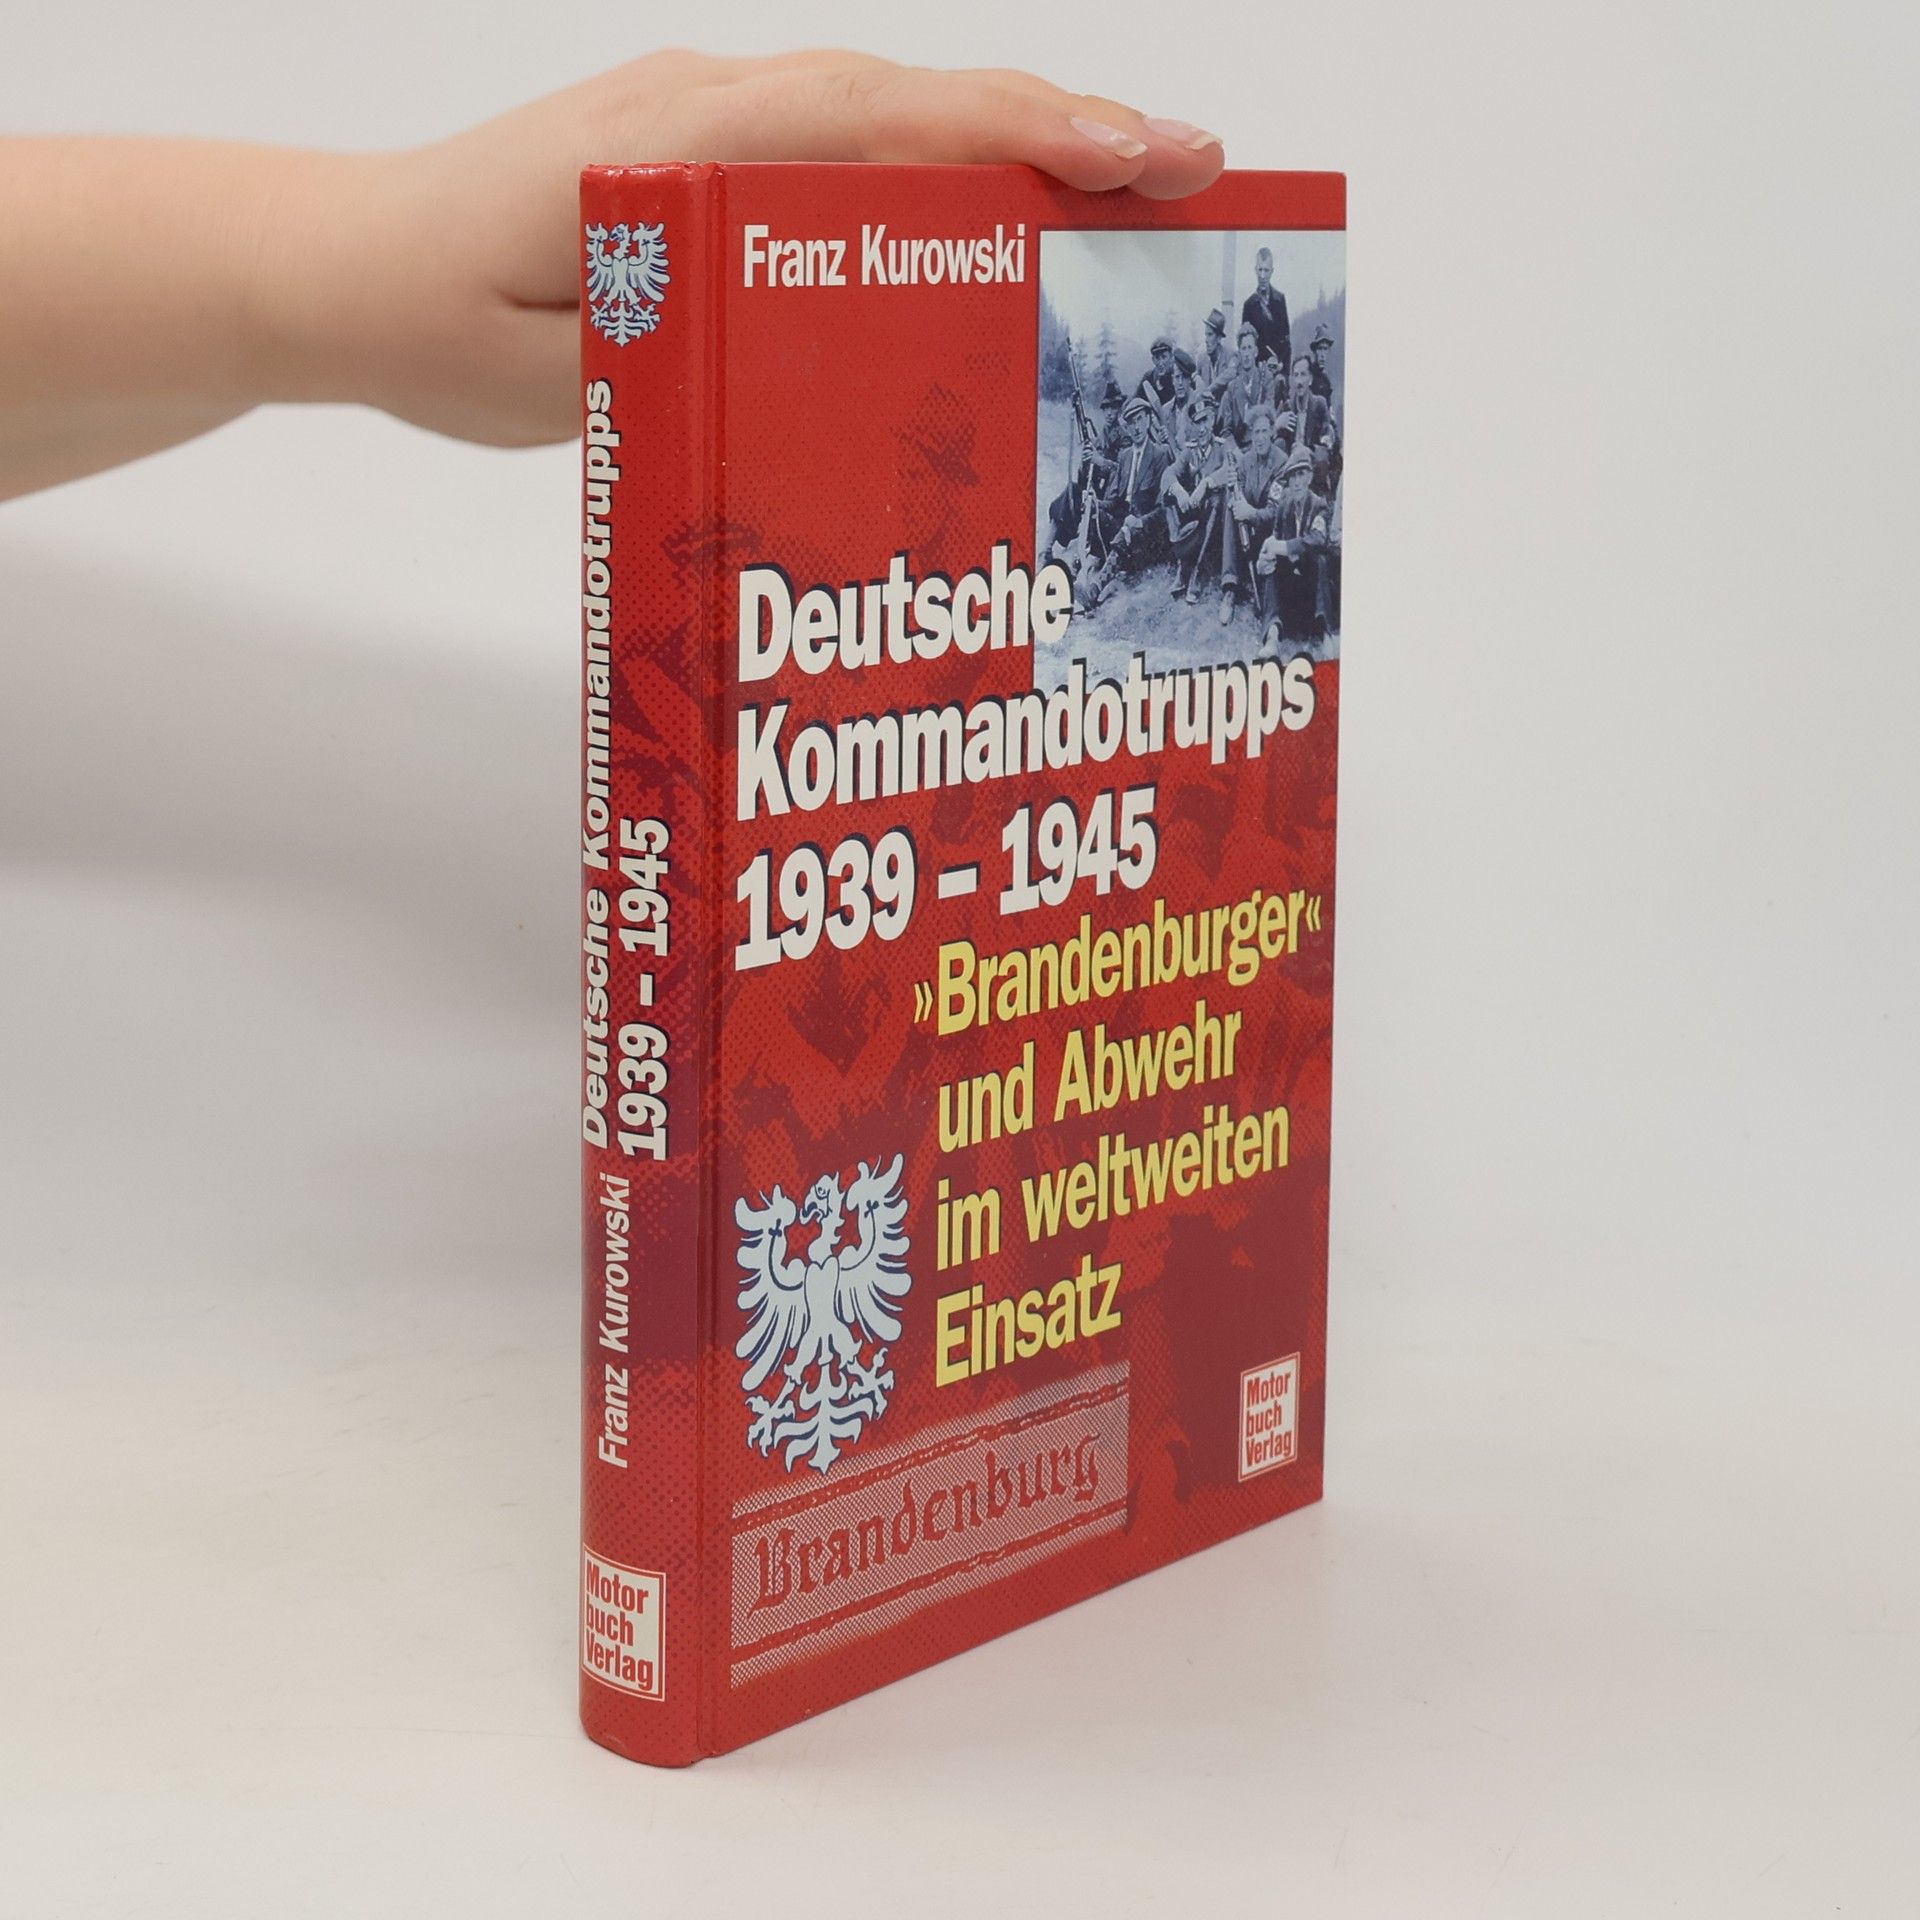 Franz Kurowski
Deutsche
Kommandotrupps
1939 – 1945
»Brandenburger«
und Abwehr
im weltweiten
Einsatz
Brandenburg
Motor
buch
Verlag
Franz Kurowski
Deutsche Kommandotrupps
1939 – 1945
Motor
buch
Verlag